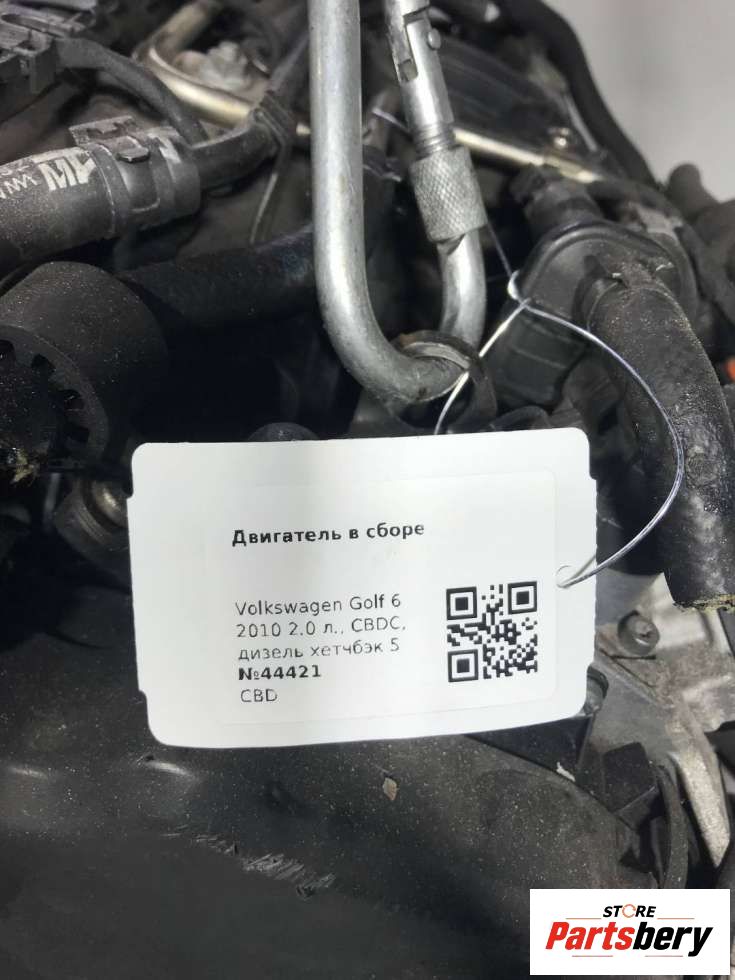 Двигатель в сборе
Volkswagen Golf 6
2010 2.0 л., CBDC,
дизель хетчбэк 5
№44421
CBD
STORE
Partsbery